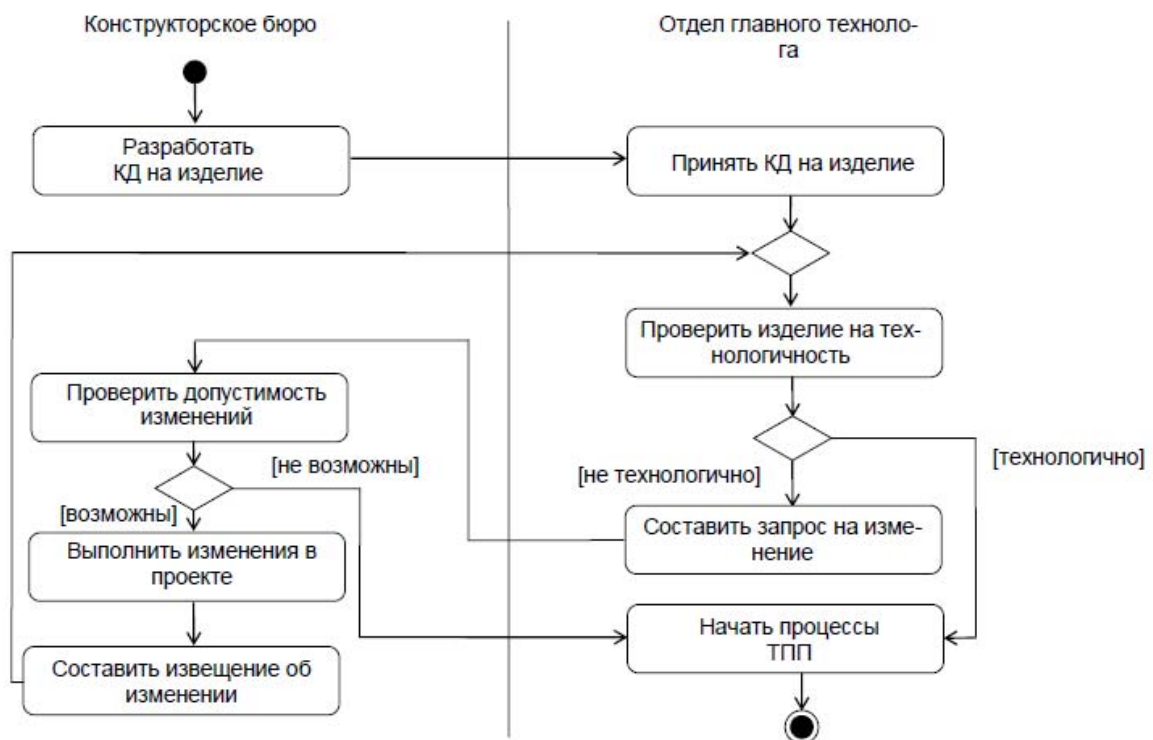 Конструкторское бюро
Отдел главного техноло-
га
Разработать
КД на изделие
Принять КД на изделие
Проверить изделие на тех-
нологичность
Проверить допустимость
изменений
[не возможны]
[не технологично]
[технологично]
[возможны]
Составить запрос на изме-
нение
Выполнить изменения в
проекте
Начать процессы
ТПП
Составить извещение об
изменении